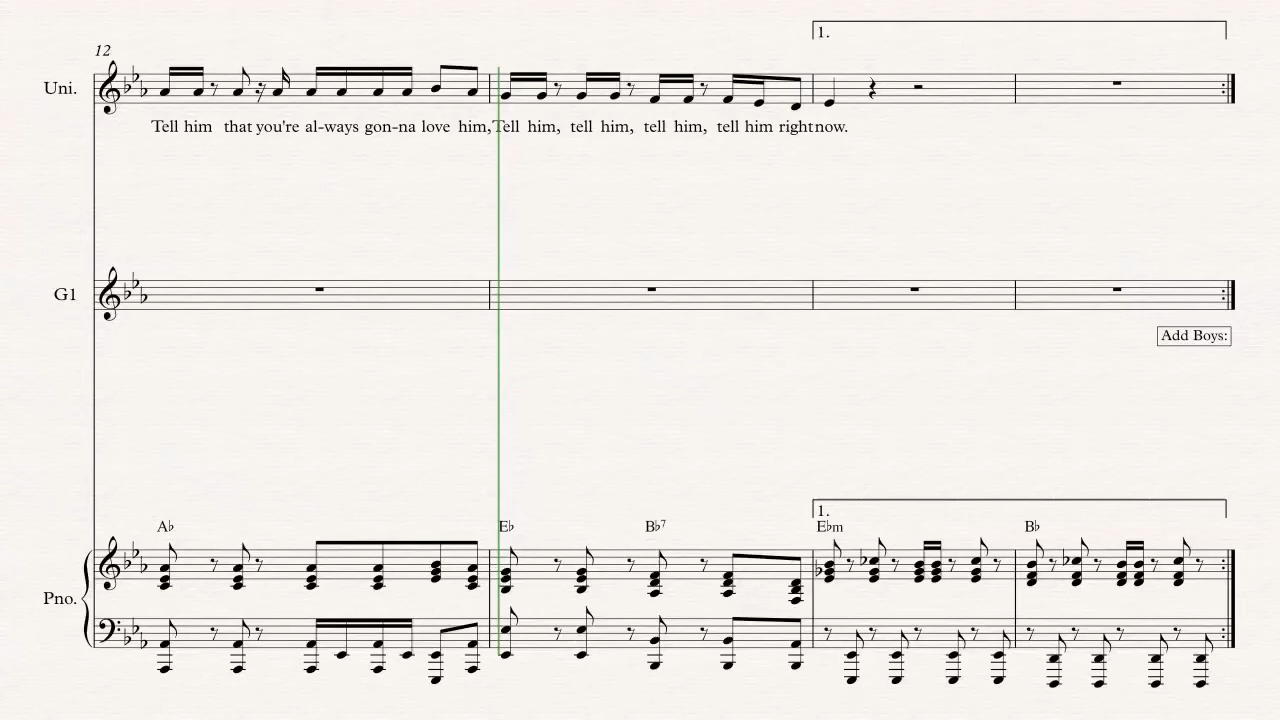 1.
12
Uni.
Tell him that you're al-ways gon-na love him, Tell him, tell him, tell him, tell him right now.
G1
Add Boys:
1.
A♭ E♭ B♭7 E♭m B♭
Pno.